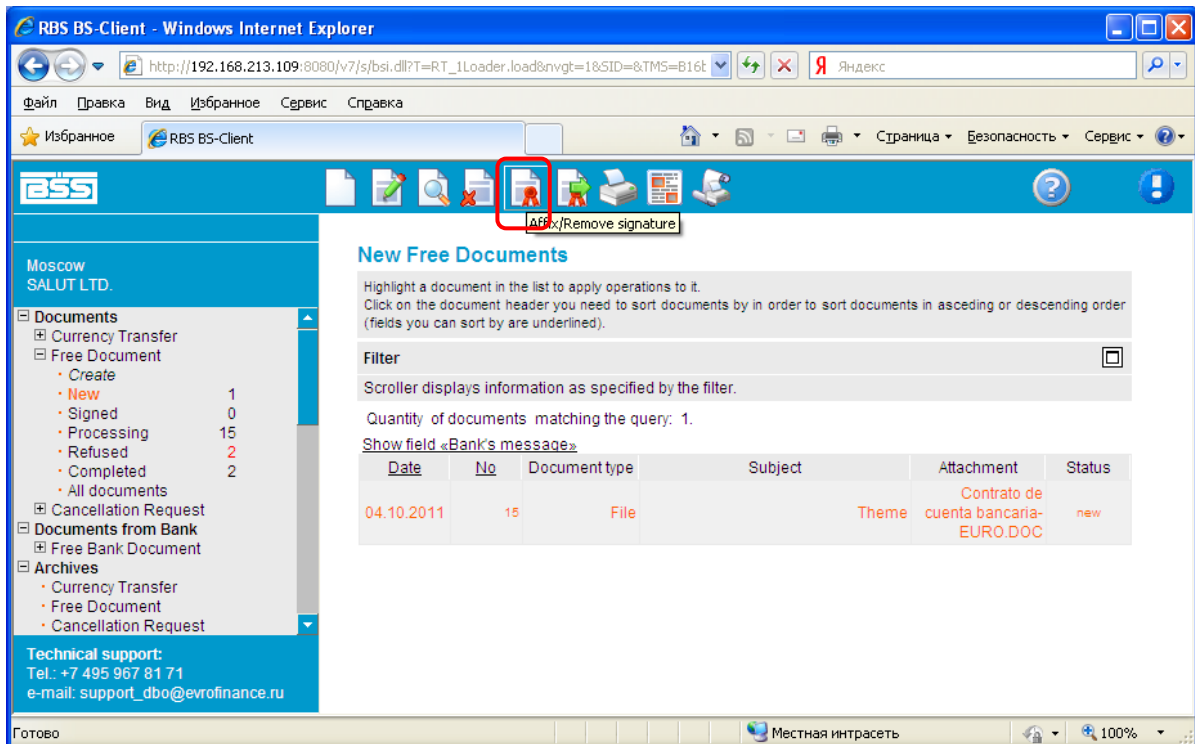 RBS BS-Client - Windows Internet Explorer
http://192.168.213.109:8080/v7/s/bsi.dll?T=RT_1Loader.load&nvgt=1&SID=&TMS=B16
Я Яндекс
Файл Правка Вид Избранное Сервис Справка
Избранное RBS BS-Client Страница Безопасность Сервис
BSS
Affix/Remove signature
Moscow
SALUT LTD.
Documents
Currency Transfer
Free Document
Create
New 1
Signed 0
Processing 15
Refused 2
Completed 2
All documents
Cancellation Request
Documents from Bank
Free Bank Document
Archives
Currency Transfer
Free Document
Cancellation Request
Technical support:
Tel.: +7 495 967 81 71
e-mail: support_dbo@evrofinance.ru
New Free Documents
Highlight a document in the list to apply operations to it.
Click on the document header you need to sort documents by in order to sort documents in asceding or descending order
(fields you can sort by are underlined).
Filter
Scroller displays information as specified by the filter.
Quantity of documents matching the query: 1.
Show field «Bank's message»
Date No Document type Subject Attachment Status
04.10.2011 15 File Theme Contrato de
cuenta bancaria-
EURO.DOC new
Готово Местная интрасеть 100%